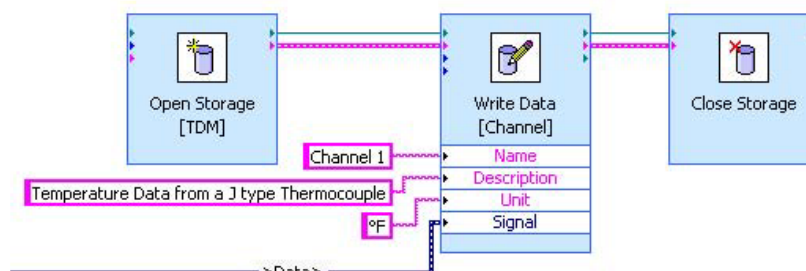 Open Storage
[TDM]
Write Data
[Channel]
Close Storage
Channel 1
Name
Temperature Data from a J type Thermocouple
Description
°F
Unit
Signal
>Data>